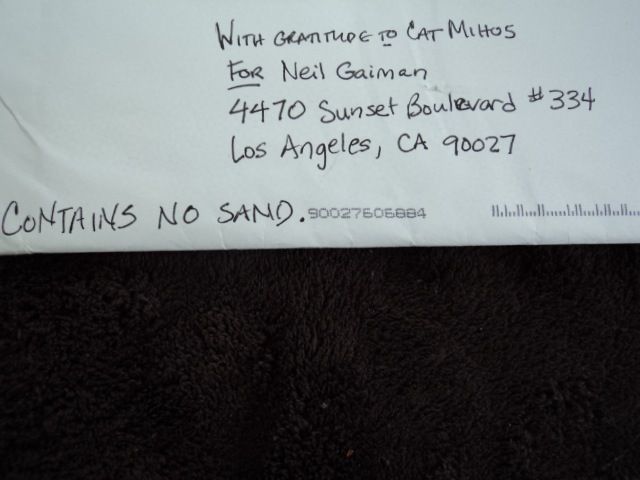 WITH GRATITUDE TO CAT MIHOS
FOR Neil Gaiman
4470 Sunset Boulevard #334
Los Angeles, CA 90027
CONTAINS NO SAND. 90027606884